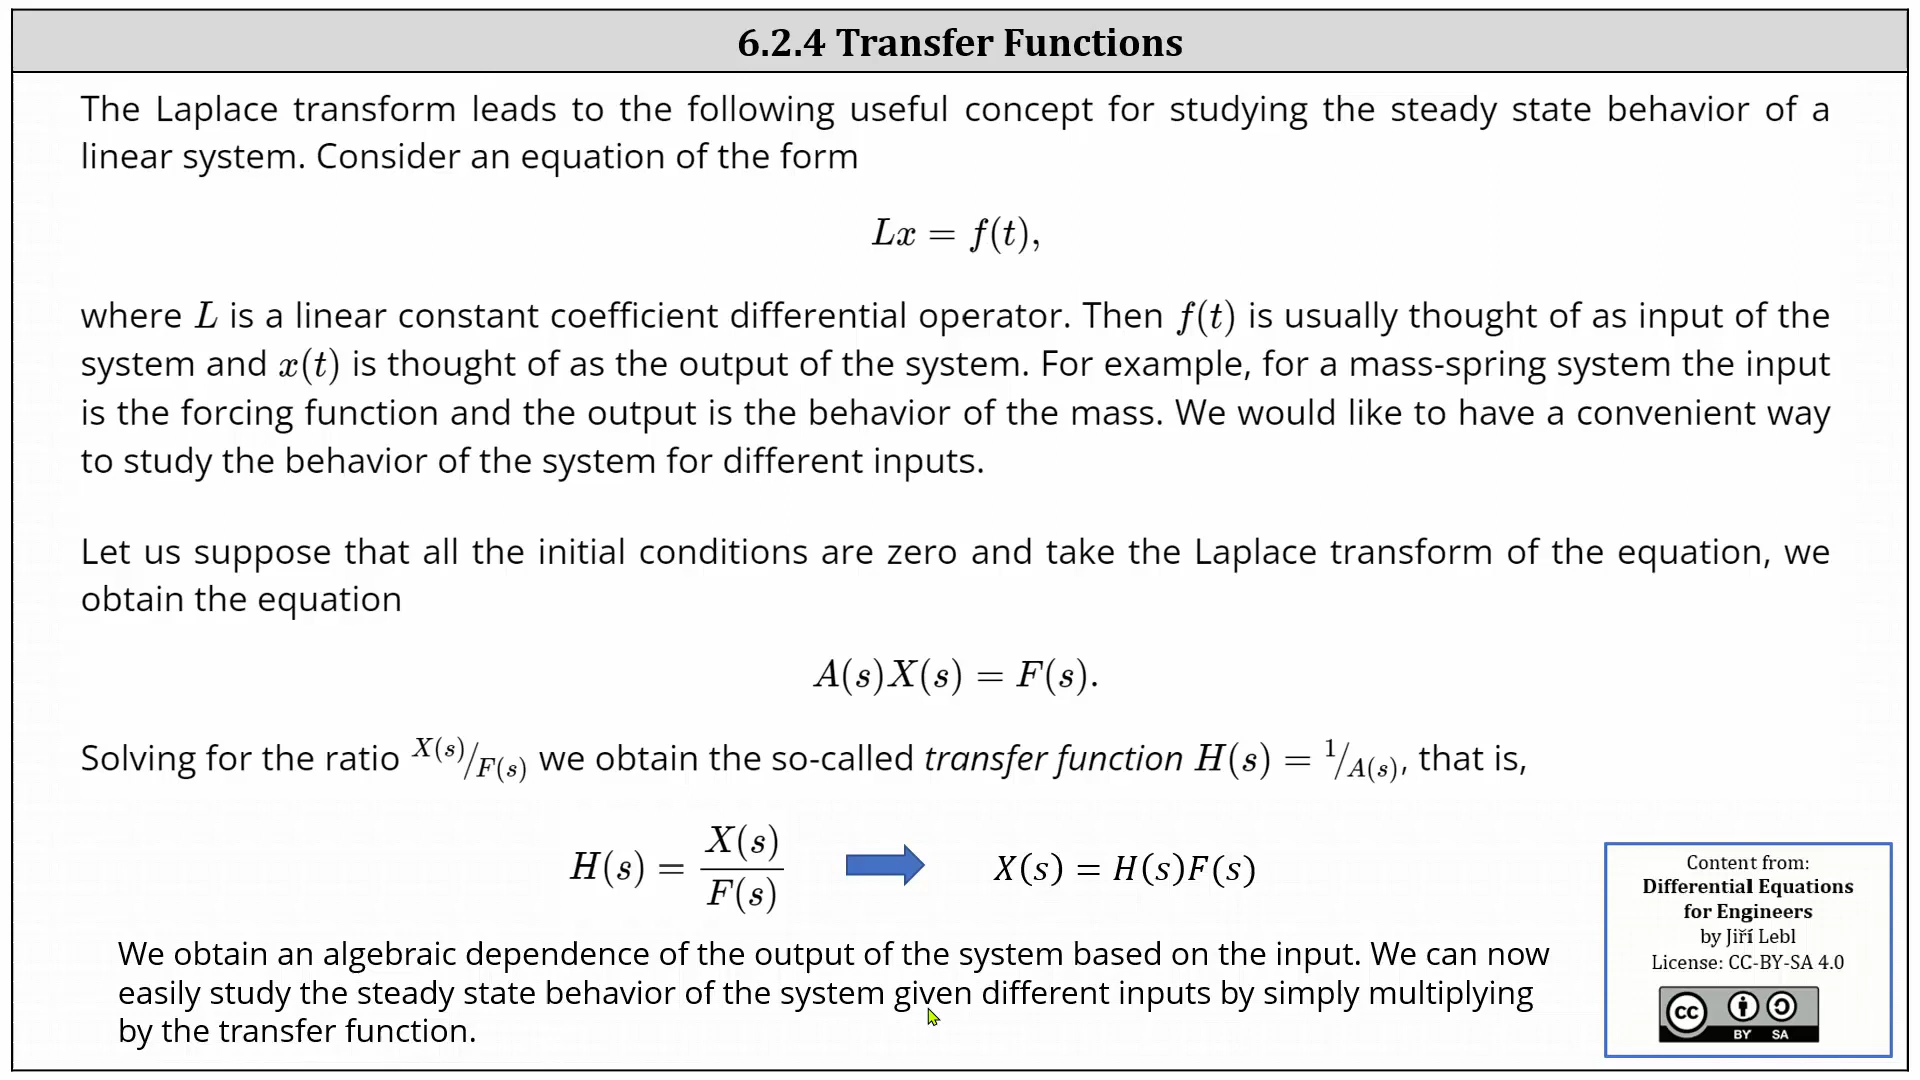 6.2.4 Transfer Functions
The Laplace transform leads to the following useful concept for studying the steady state behavior of a
linear system. Consider an equation of the form
Lx = f(t),
where L is a linear constant coefficient differential operator. Then f(t) is usually thought of as input of the
system and x(t) is thought of as the output of the system. For example, for a mass-spring system the input
is the forcing function and the output is the behavior of the mass. We would like to have a convenient way
to study the behavior of the system for different inputs.
Let us suppose that all the initial conditions are zero and take the Laplace transform of the equation, we
obtain the equation
A(s)X(s) = F(s).
Solving for the ratio X(s)/F(s) we obtain the so-called transfer function H(s) = 1/A(s), that is,
H(s) = X(s)/F(s) X(s) = H(s)F(s)
We obtain an algebraic dependence of the output of the system based on the input. We can now
easily study the steady state behavior of the system given different inputs by simply multiplying
by the transfer function.
Content from:
Differential Equations
for Engineers
by Jiří Lebl
License: CC-BY-SA 4.0
cc
BY SA